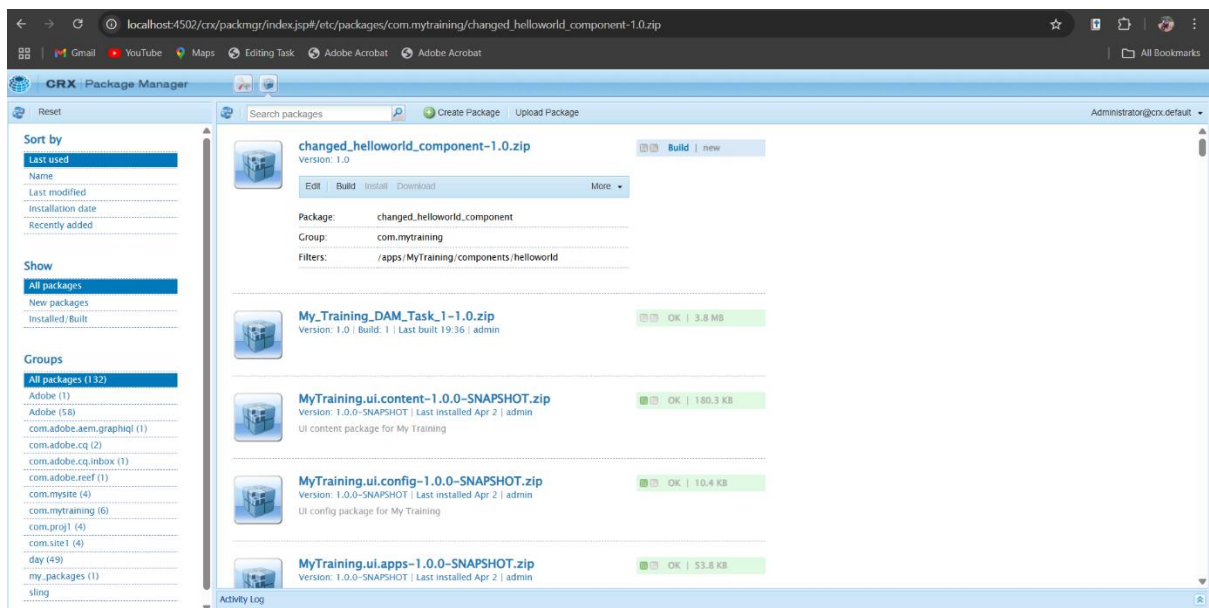 localhost:4502/crx/packmgr/index.jsp#/etc/packages/com.mytraining/changed_helloworld_component-1.0.zip
Gmail YouTube Maps Editing Task Adobe Acrobat Adobe Acrobat All Bookmarks
CRX Package Manager
Reset Search packages Create Package Upload Package Administrator@crx.default
Sort by
Last used
Name
Last modified
Installation date
Recently added
Show
All packages
New packages
Installed/Built
Groups
All packages (132)
Adobe (1)
Adobe (58)
com.adobe.aem.graphiql (1)
com.adobe.cq (2)
com.adobe.cq.inbox (1)
com.adobe.reef (1)
com.mysite (4)
com.mytraining (6)
com.proj1 (4)
com.site1 (4)
day (49)
my_packages (1)
sling
changed_helloworld_component-1.0.zip Build | new
Version: 1.0
Edit Build Install Download More
Package: changed_helloworld_component
Group: com.mytraining
Filters: /apps/MyTraining/components/helloworld
My_Training_DAM_Task_1-1.0.zip OK | 3.8 MB
Version: 1.0 | Build: 1 | Last built 19:36 | admin
MyTraining.ui.content-1.0.0-SNAPSHOT.zip OK | 180.3 KB
Version: 1.0.0-SNAPSHOT | Last installed Apr 2 | admin
UI content package for My Training
MyTraining.ui.config-1.0.0-SNAPSHOT.zip OK | 10.4 KB
Version: 1.0.0-SNAPSHOT | Last installed Apr 2 | admin
UI config package for My Training
MyTraining.ui.apps-1.0.0-SNAPSHOT.zip OK | 53.8 KB
Version: 1.0.0-SNAPSHOT | Last installed Apr 2 | admin
Activity Log